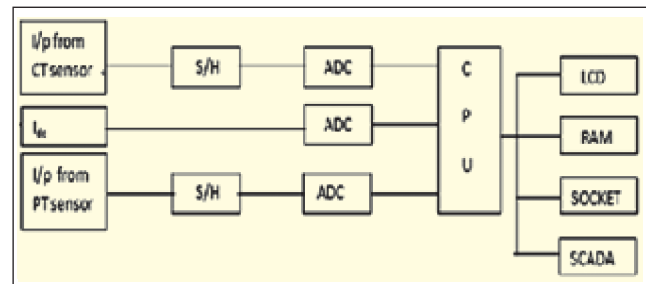 I/p from
CT sensor
S/H
ADC
C
P
U
LCD
I
ADC
RAM
I/p from
PT sensor
S/H
ADC
SOCKET
SCADA